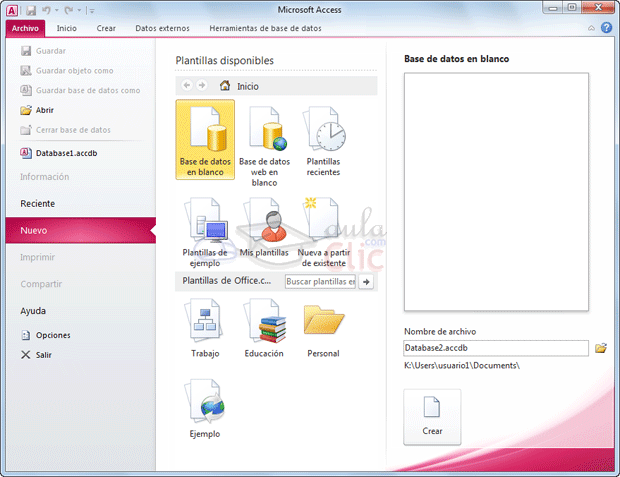 Microsoft Access
Archivo
Inicio
Crear
Datos externos
Herramientas de base de datos
Guardar
Guardar objeto como
Guardar base de datos como
Abrir
Cerrar base de datos
Database1.accdb
Información
Reciente
Nuevo
Imprimir
Compartir
Ayuda
Opciones
Salir
Plantillas disponibles
Inicio
Base de datos
en blanco
Base de datos
web en
blanco
Plantillas
recientes
Plantillas de
ejemplo
Mis plantillas
Nueva a partir
de existente
aula
Clic
.com
Plantillas de Office.c...
Buscar plantillas en
Trabajo
Educación
Personal
Ejemplo
Base de datos en blanco
Nombre de archivo
Database2.accdb
K:\Users\usuario1\Documents\
Crear